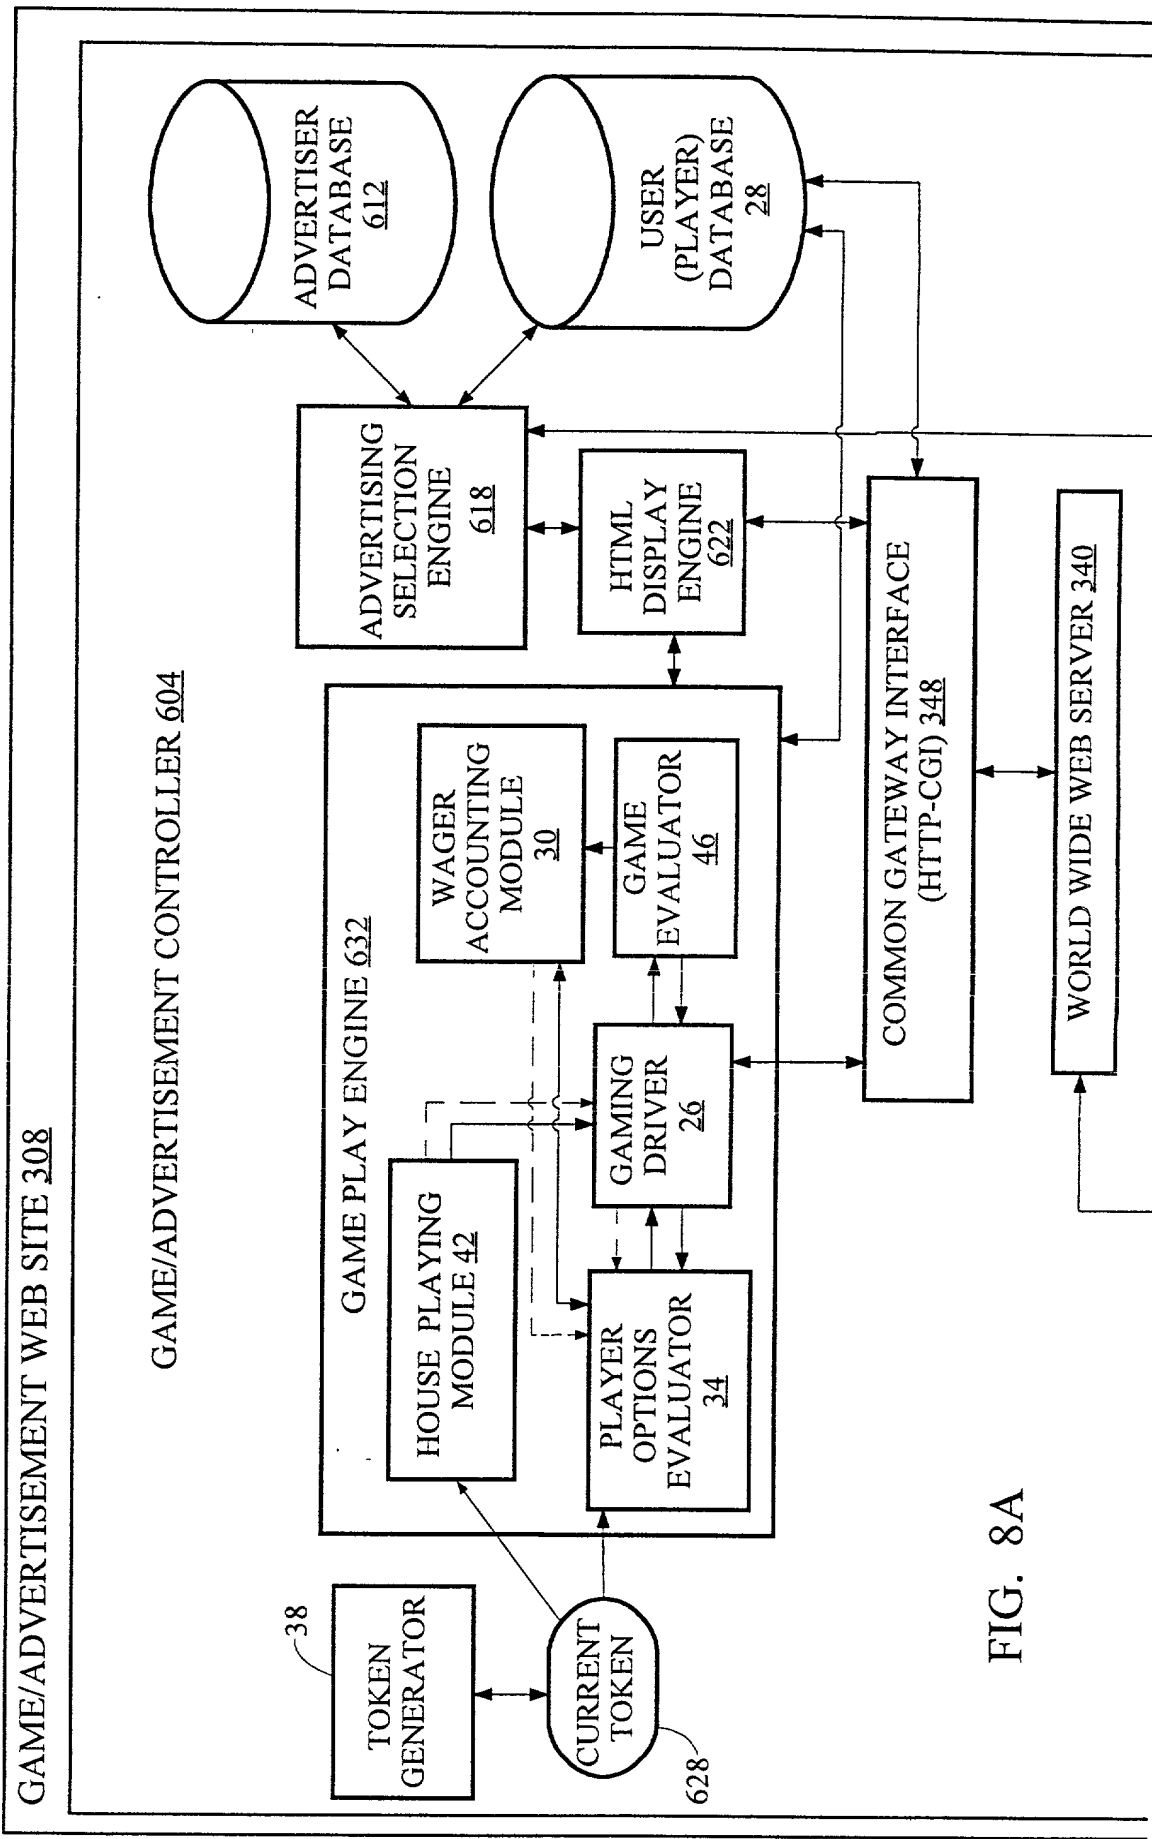 GAME/ADVERTISEMENT WEB SITE 308
GAME/ADVERTISEMENT CONTROLLER 604
ADVERTISER
DATABASE
612
USER
(PLAYER)
DATABASE
28
ADVERTISING
SELECTION
ENGINE
618
HTML
DISPLAY
ENGINE
622
GAME PLAY ENGINE 632
WAGER
ACCOUNTING
MODULE
30
GAME
EVALUATOR
46
HOUSE PLAYING
MODULE 42
GAMING
DRIVER
26
PLAYER
OPTIONS
EVALUATOR
34
38
TOKEN
GENERATOR
CURRENT
TOKEN
628
COMMON GATEWAY INTERFACE
(HTTP-CGI) 348
WORLD WIDE WEB SERVER 340
FIG. 8A